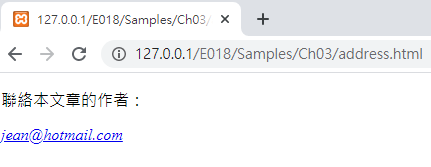 127.0.0.1/E018/Samples/Ch03/
127.0.0.1/E018/Samples/Ch03/address.html
聯絡本文章的作者：
jean@hotmail.com